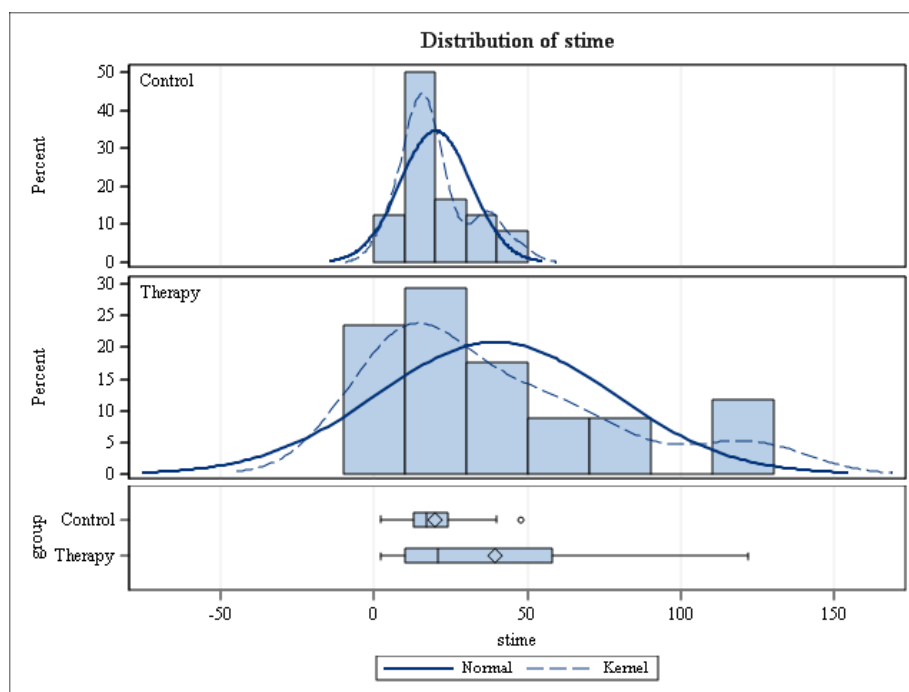 Distribution of stime
Control
50
40
30
20
10
0
Percent
Therapy
30
25
20
15
10
5
0
Percent
group
Control
Therapy
-50 0 50 100 150
stime
Normal Kernel